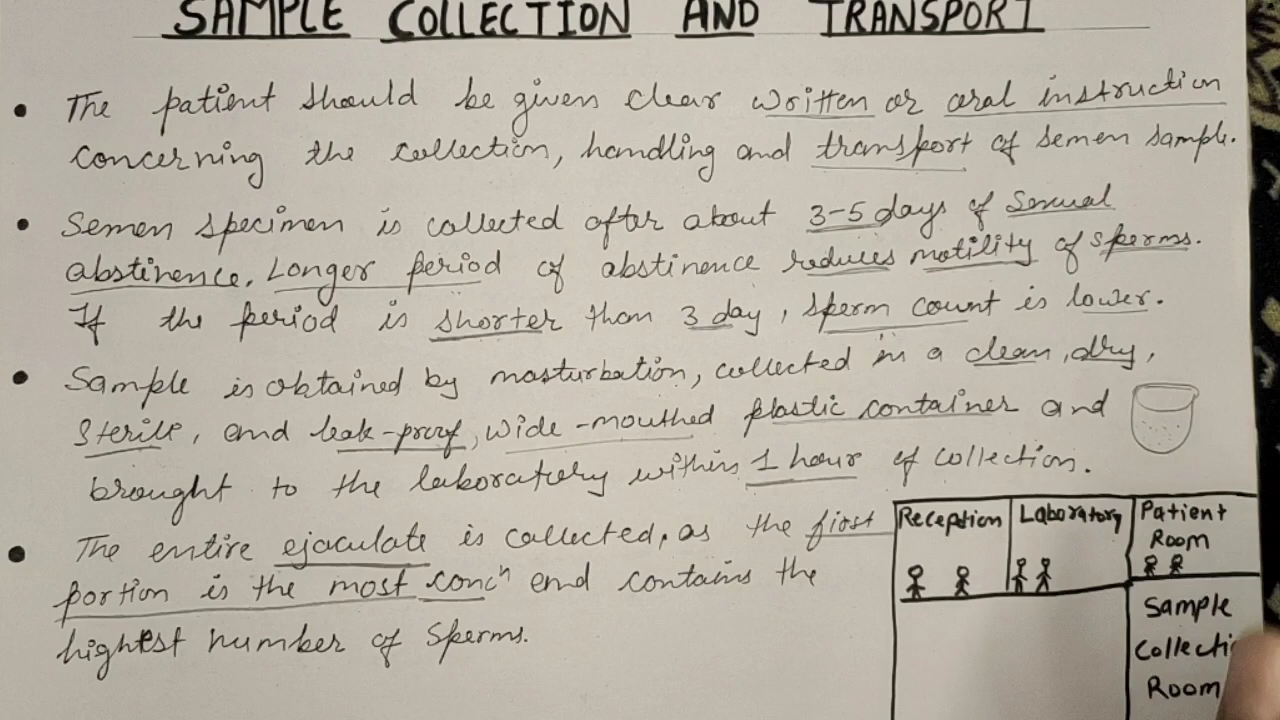 SAMPLE COLLECTION AND TRANSPORT
• The patient should be given clear written or oral instruction
concerning the collection, handling and transport of semen sample.
• Semen specimen is collected after about 3-5 days of Sexual
abstinence. Longer period of abstinence reduces motility of sperms.
If the period is shorter than 3 day, sperm count is lower.
• Sample is obtained by masturbation, collected in a clean, dry,
sterile, and leak-proof, wide-mouthed plastic container and
brought to the laboratory within 1 hour of collection.
• The entire ejaculate is collected, as the first
portion is the most concⁿ and contains the
highest number of sperms.
Reception
Laboratory
Patient
Room
Sample
Collecti
Room